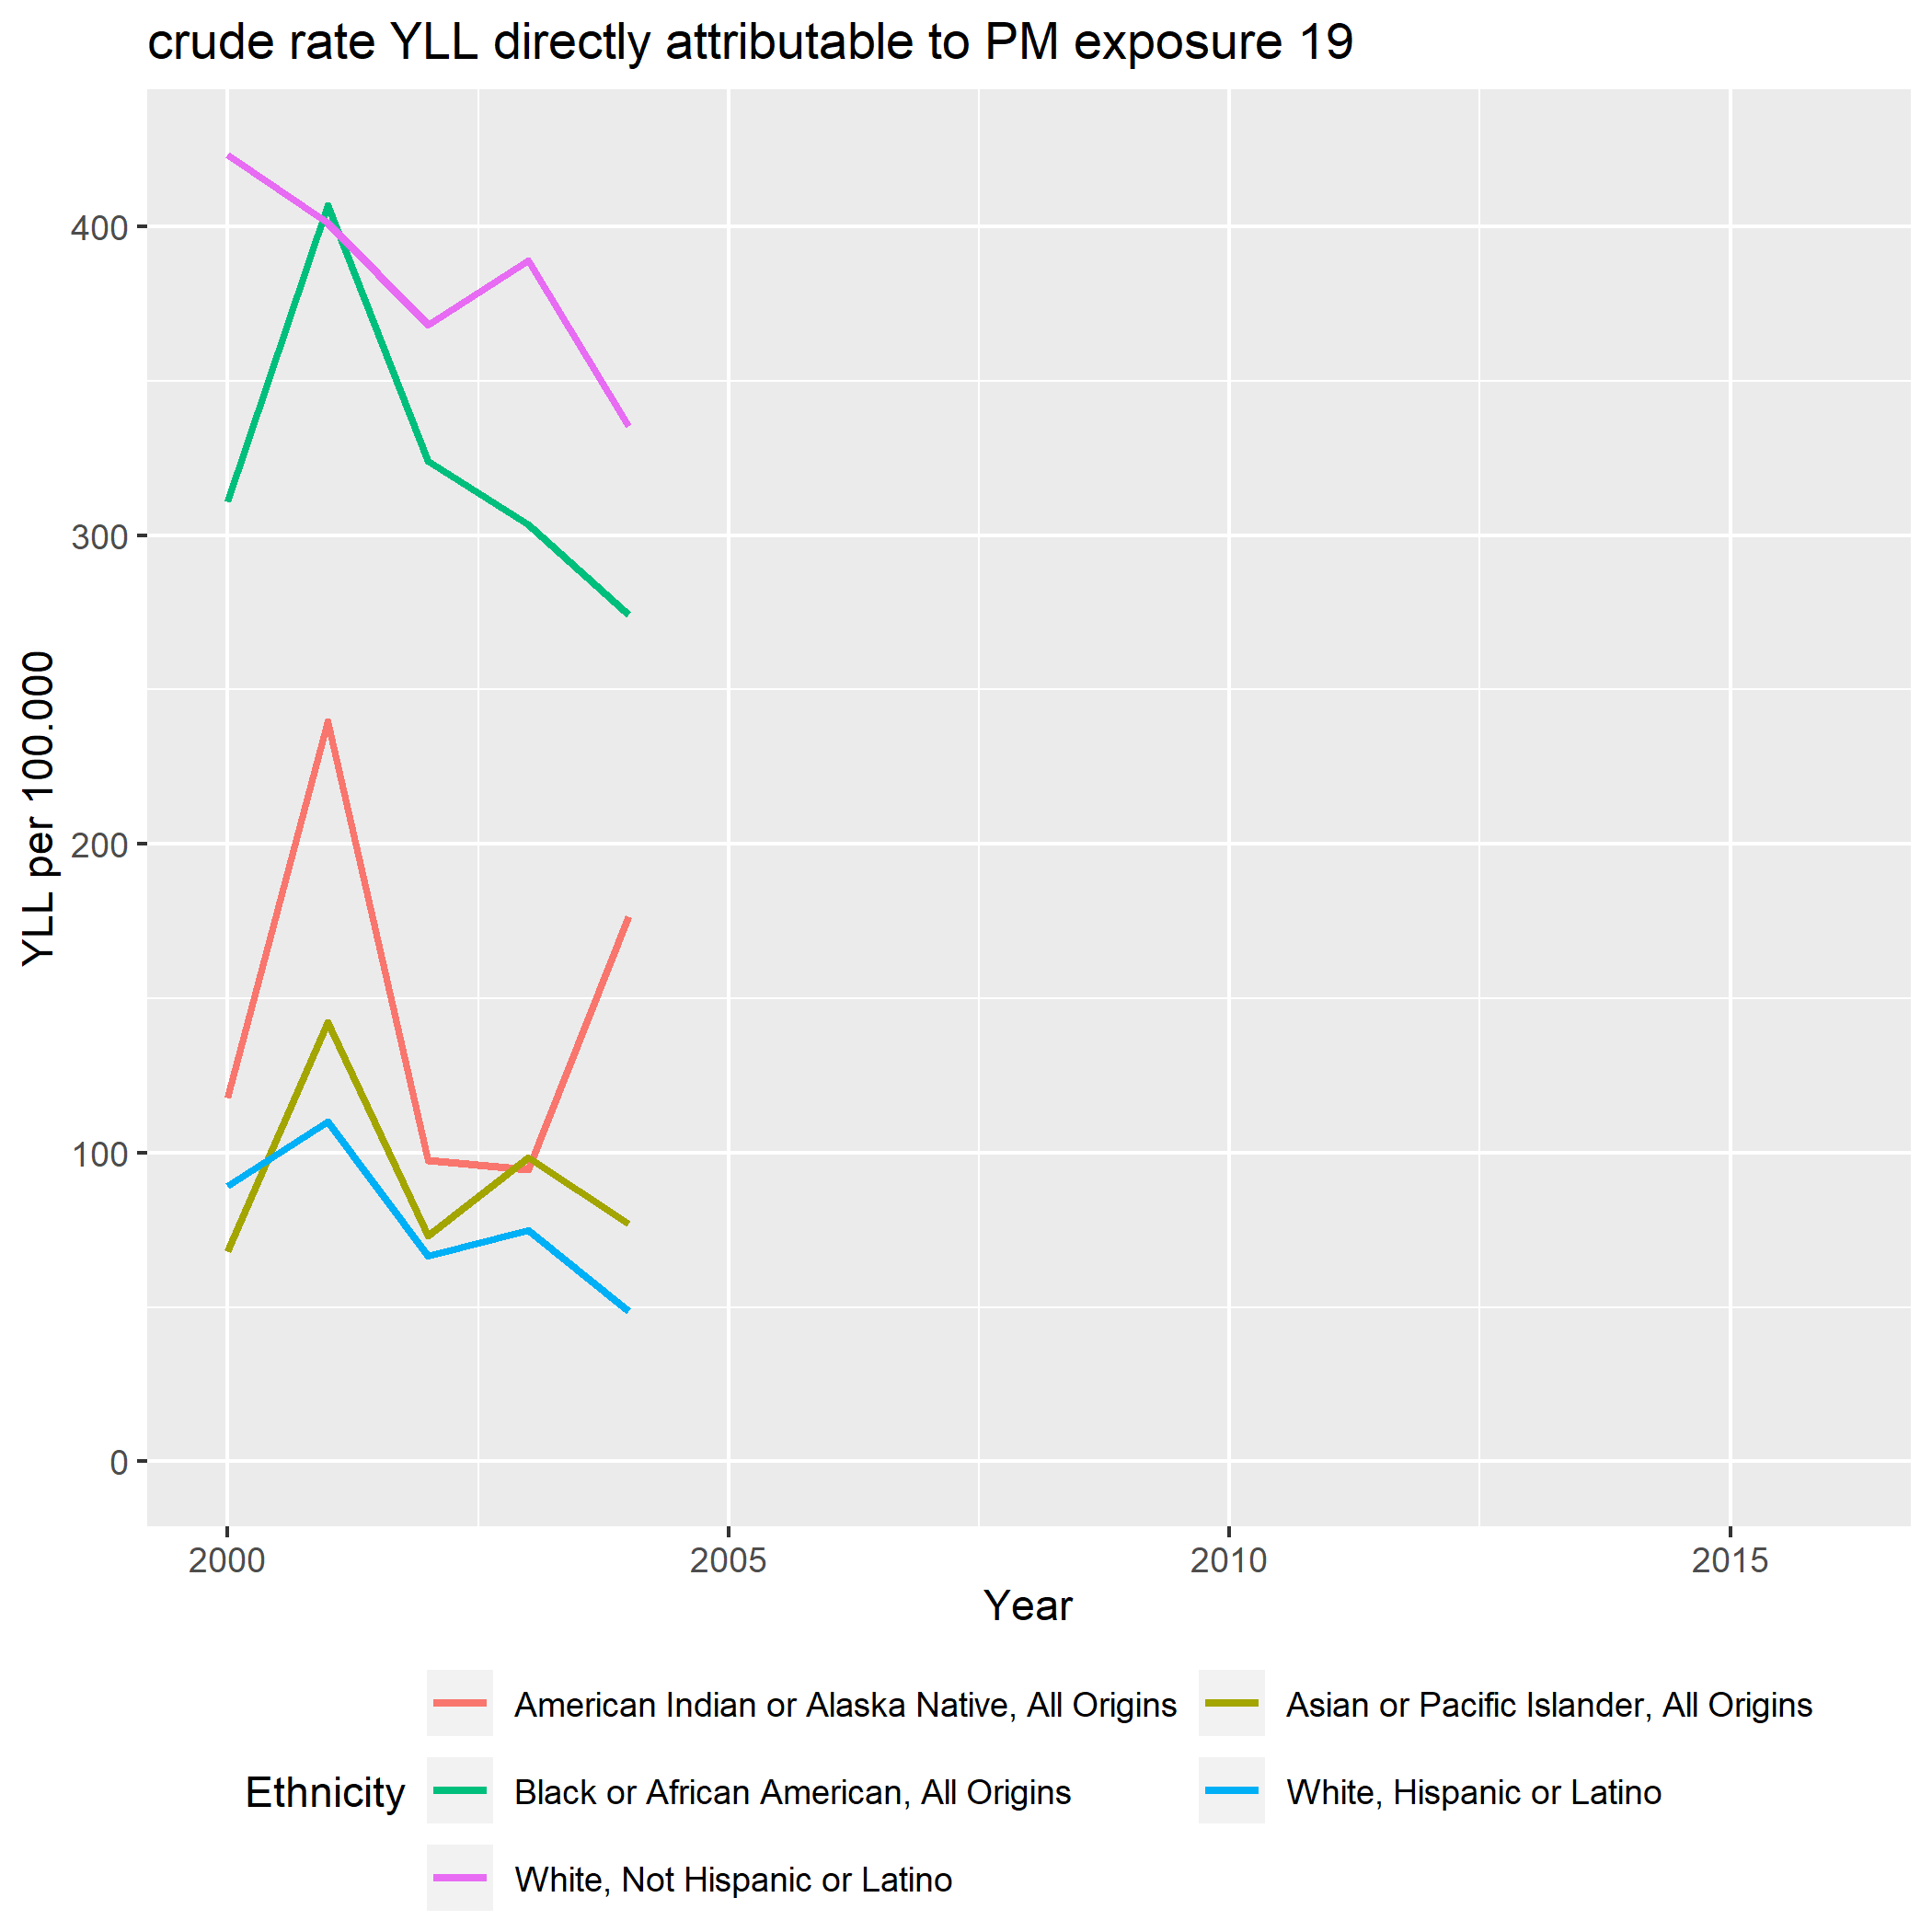 crude rate YLL directly attributable to PM exposure 19
400
300
200
100
0
YLL per 100.000
2000 2005 2010 2015
Year
Ethnicity
American Indian or Alaska Native, All Origins
Asian or Pacific Islander, All Origins
Black or African American, All Origins
White, Hispanic or Latino
White, Not Hispanic or Latino